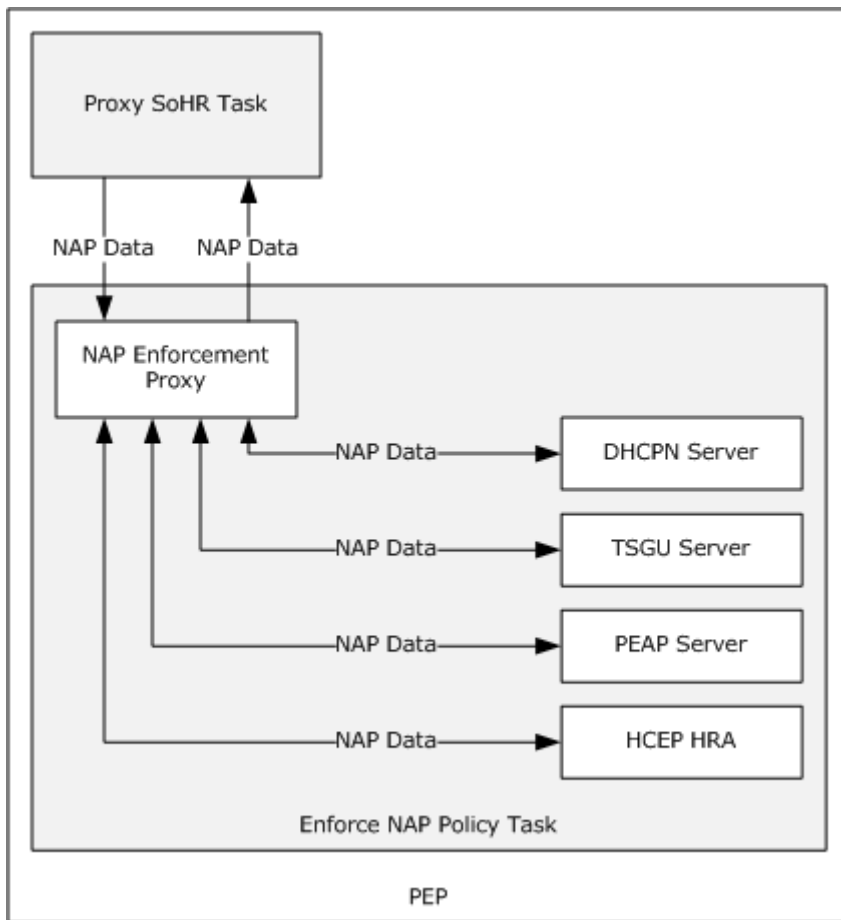 Proxy SoHR Task
NAP Data
NAP Data
NAP Enforcement
Proxy
NAP Data
DHCPN Server
NAP Data
TSGU Server
NAP Data
PEAP Server
NAP Data
HCEP HRA
Enforce NAP Policy Task
PEP